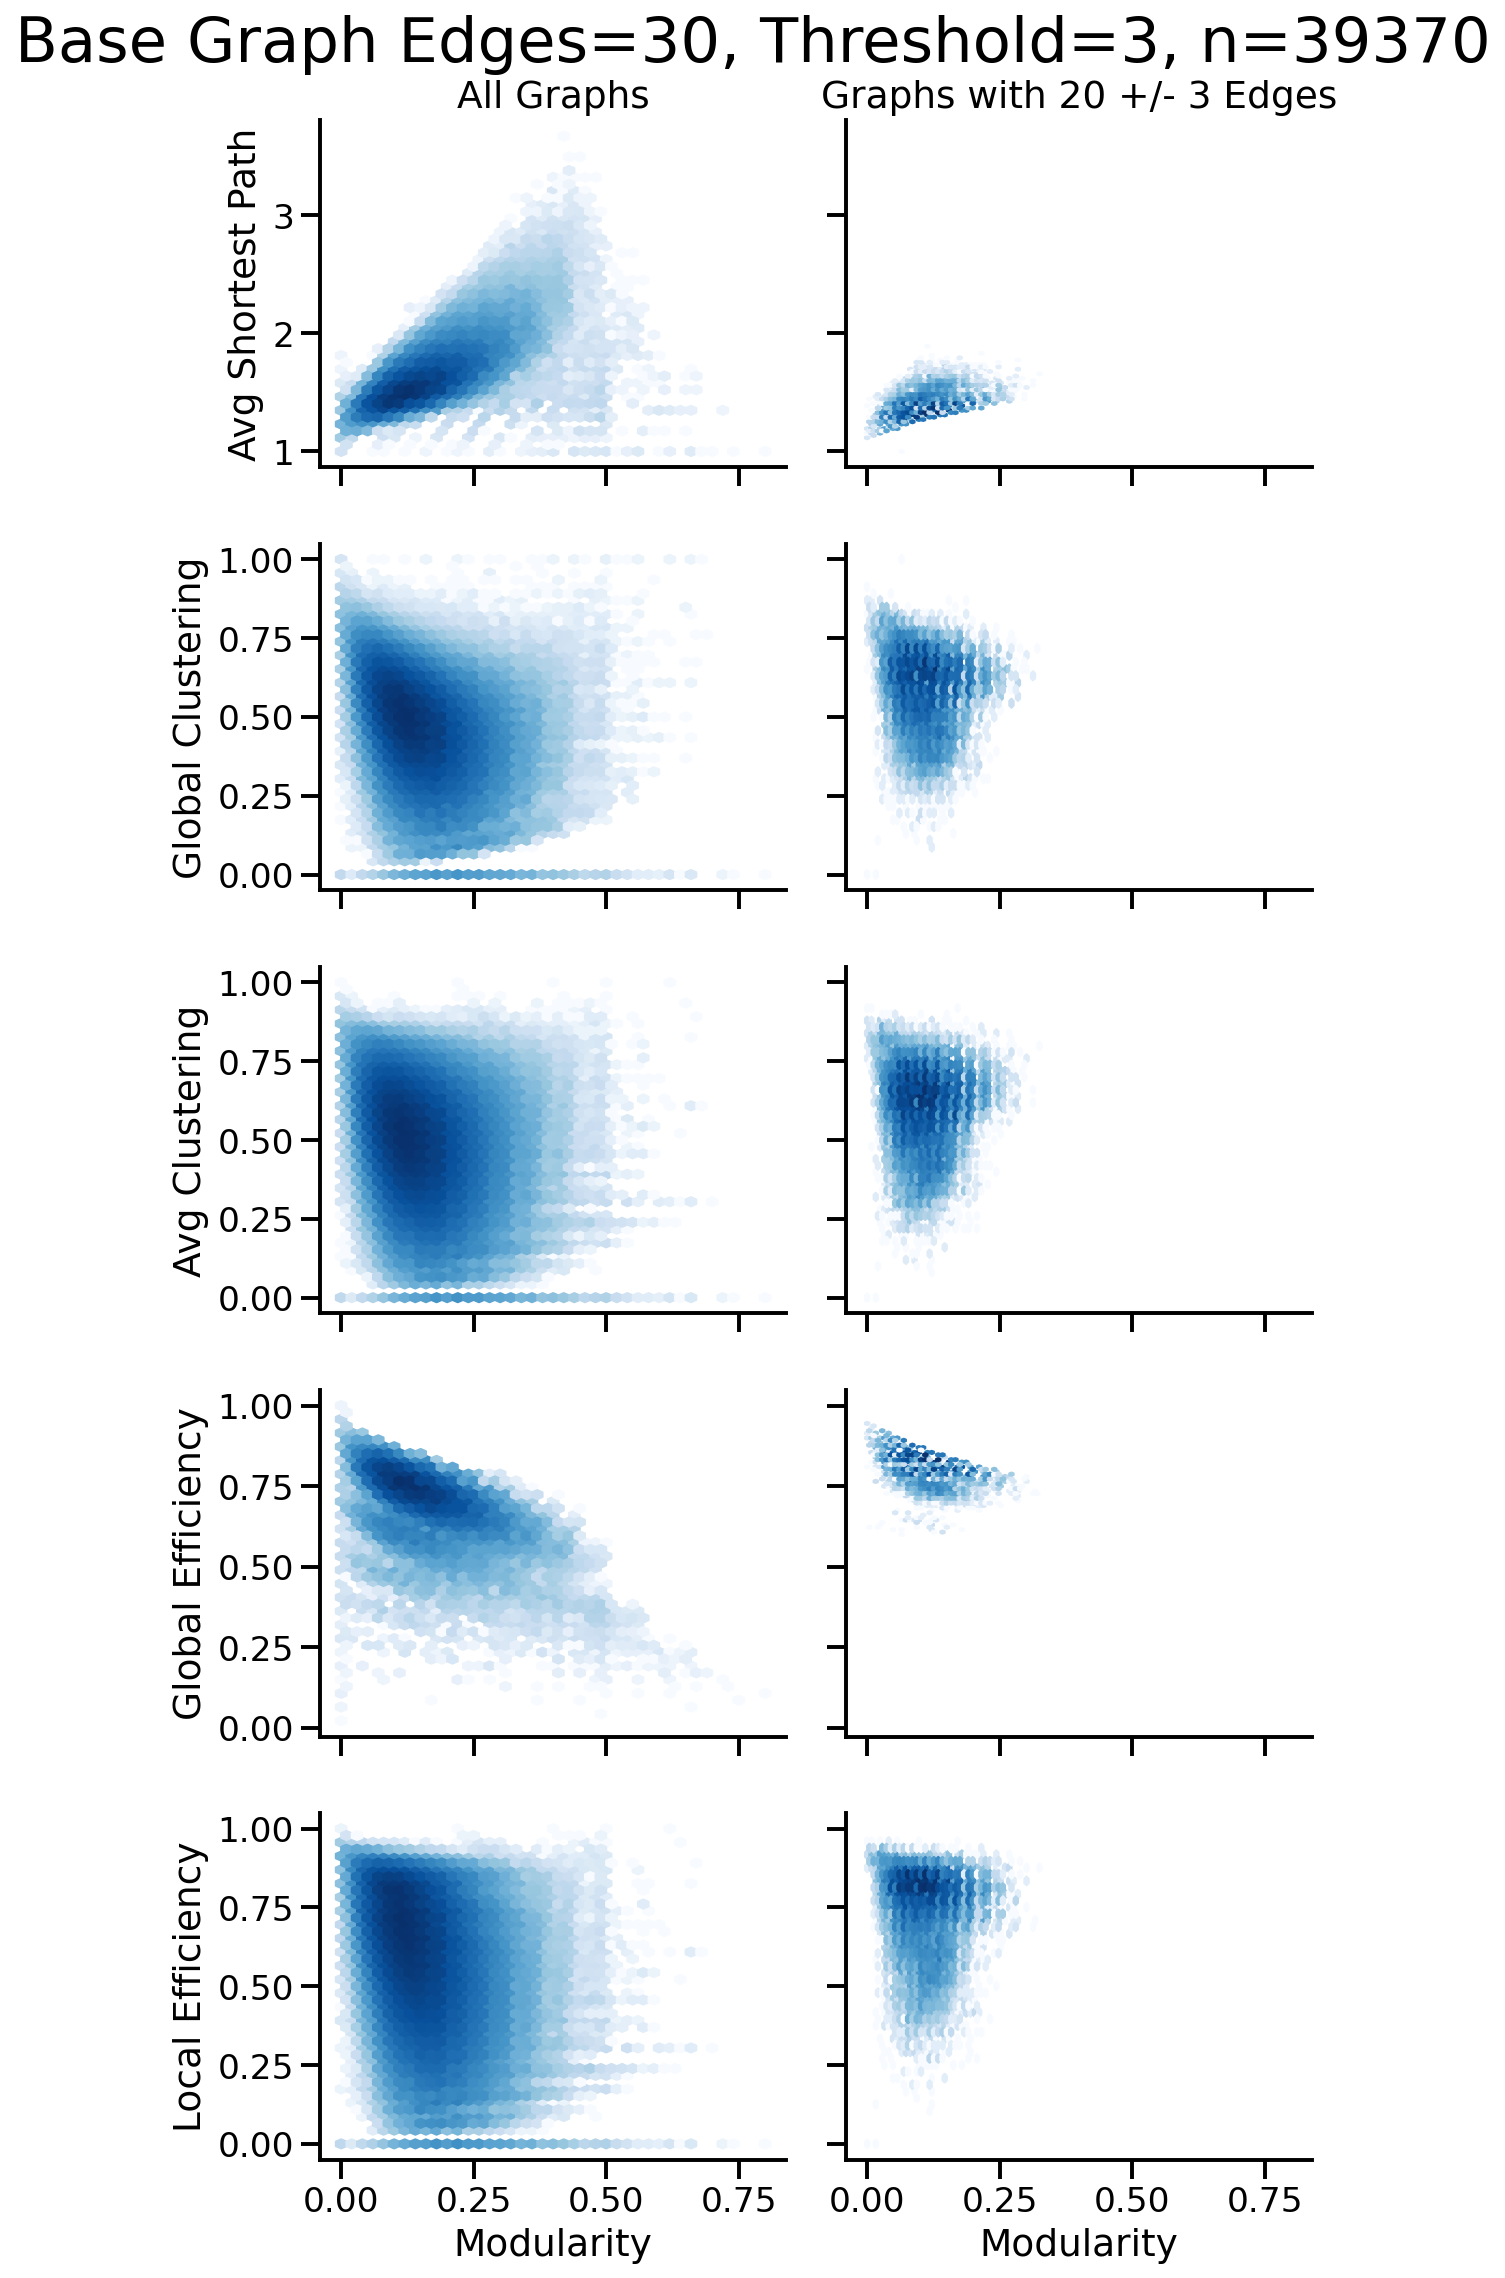 Base Graph Edges=30, Threshold=3, n=39370
All Graphs
Graphs with 20 +/- 3 Edges
Avg Shortest Path
3
2
1
Global Clustering
1.00
0.75
0.50
0.25
0.00
Avg Clustering
1.00
0.75
0.50
0.25
0.00
Global Efficiency
1.00
0.75
0.50
0.25
0.00
Local Efficiency
1.00
0.75
0.50
0.25
0.00
0.00 0.25 0.50 0.75
0.00 0.25 0.50 0.75
Modularity
Modularity